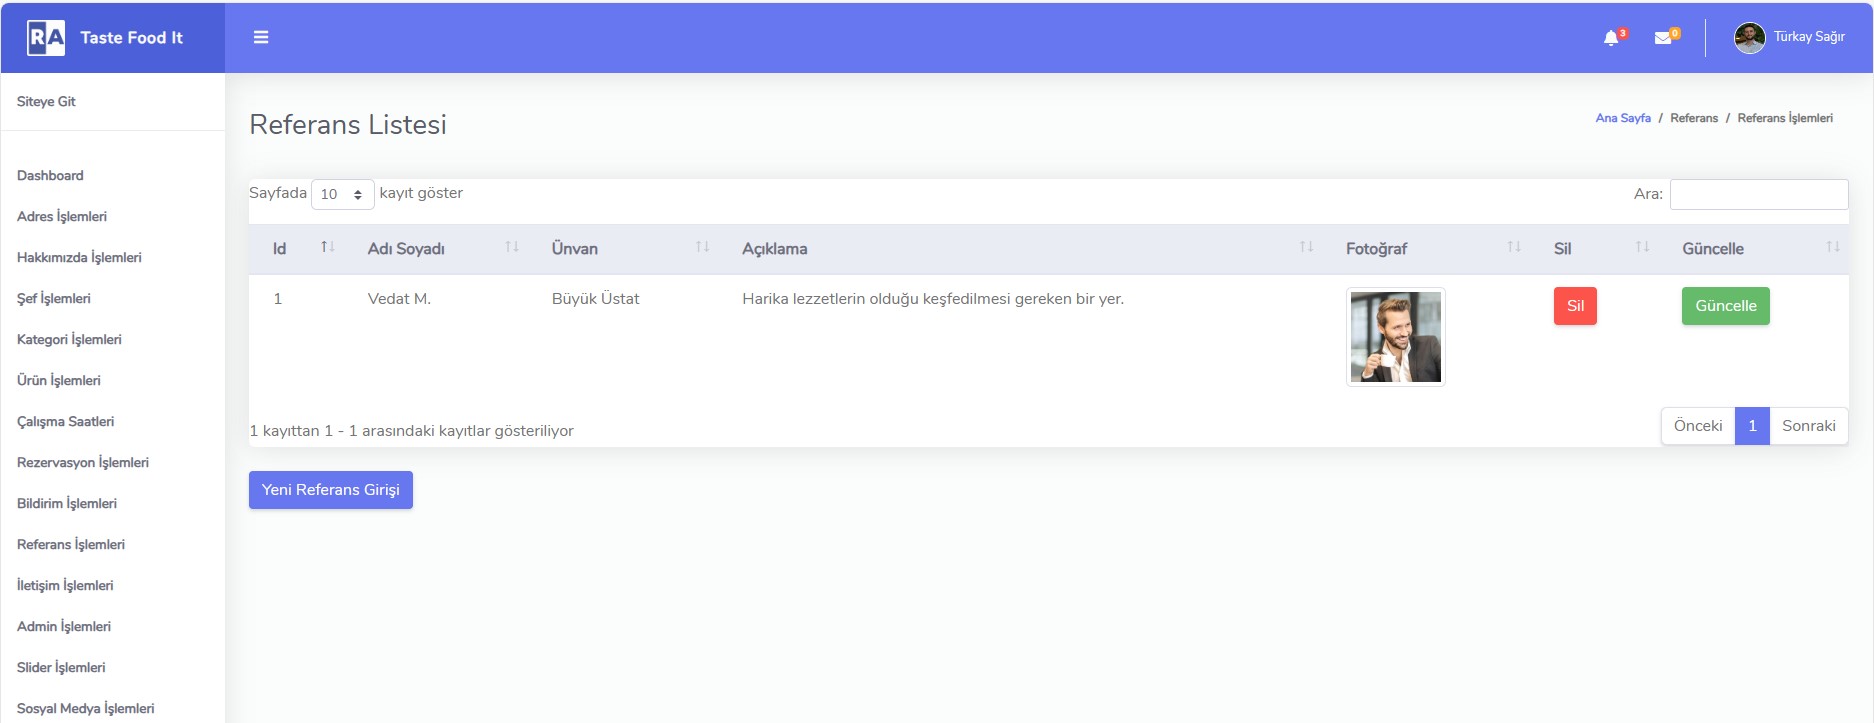 RA Taste Food It
3
0
Türkay Sağır
Siteye Git
Dashboard
Adres İşlemleri
Hakkımızda İşlemleri
Şef İşlemleri
Kategori İşlemleri
Ürün İşlemleri
Çalışma Saatleri
Rezervasyon İşlemleri
Bildirim İşlemleri
Referans İşlemleri
İletişim İşlemleri
Admin İşlemleri
Slider İşlemleri
Sosyal Medya İşlemleri
Referans Listesi
Ana Sayfa / Referans / Referans İşlemleri
Sayfada 10 kayıt göster
Ara:
Id Adı Soyadı Ünvan Açıklama Fotoğraf Sil Güncelle
1 Vedat M. Büyük Üstat Harika lezzetlerin olduğu keşfedilmesi gereken bir yer. Sil Güncelle
1 kayıttan 1 - 1 arasındaki kayıtlar gösteriliyor
Önceki 1 Sonraki
Yeni Referans Girişi